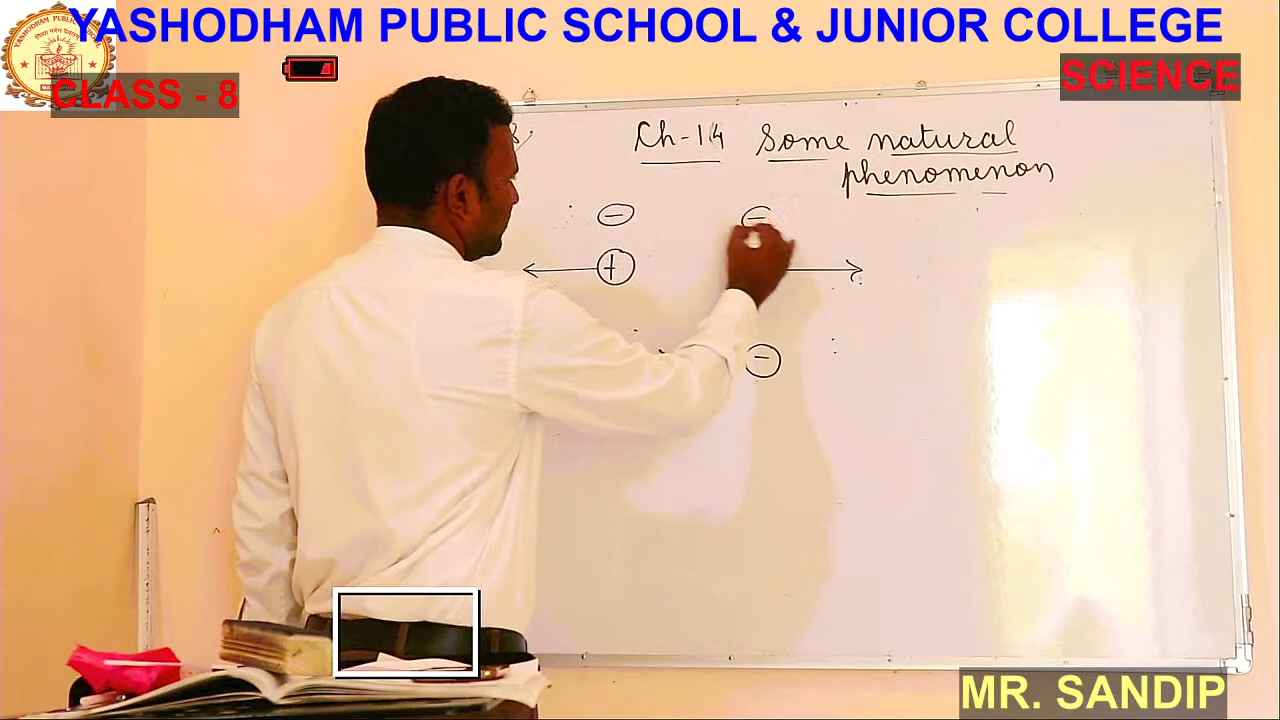 YASHODHAM PUBLIC SCHOOL & JUNIOR COLLEGE
CLASS - 8
SCIENCE
Ch-14 Some natural
phenomenon
−
−
+
−
MR. SANDIP